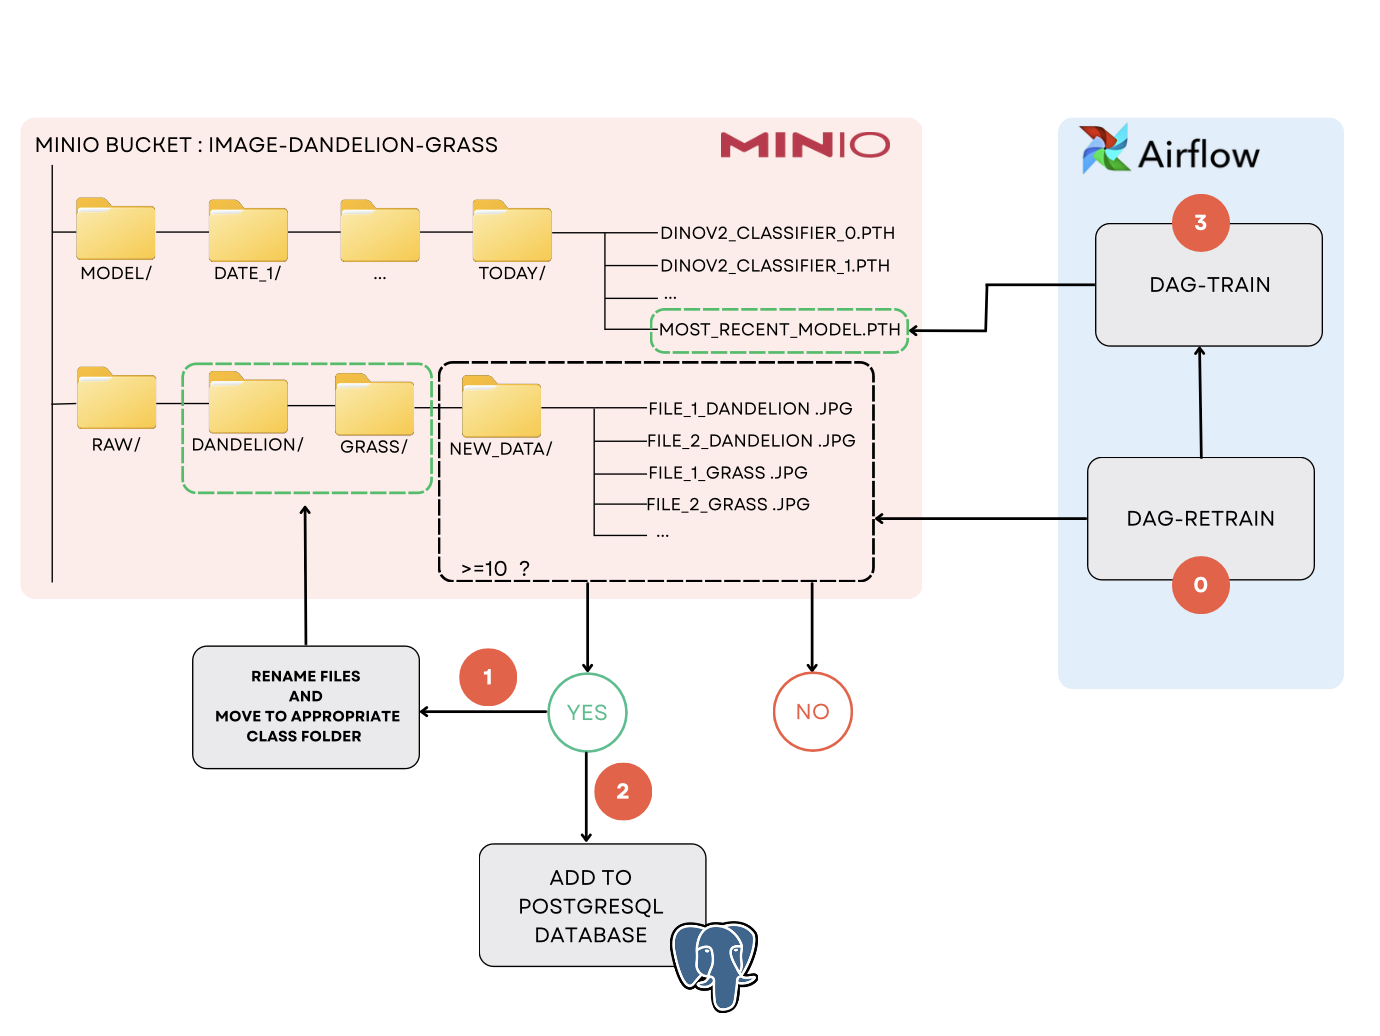 MINIO BUCKET : IMAGE-DANDELION-GRASS
MINIO
Airflow
MODEL/
DATE_1/
...
TODAY/
DINOV2_CLASSIFIER_0.PTH
DINOV2_CLASSIFIER_1.PTH
...
MOST_RECENT_MODEL.PTH
3
DAG-TRAIN
RAW/
DANDELION/
GRASS/
NEW_DATA/
FILE_1_DANDELION .JPG
FILE_2_DANDELION .JPG
FILE_1_GRASS .JPG
FILE_2_GRASS .JPG
...
>=10 ?
DAG-RETRAIN
0
RENAME FILES
AND
MOVE TO APPROPRIATE
CLASS FOLDER
1
YES
NO
2
ADD TO
POSTGRESQL
DATABASE